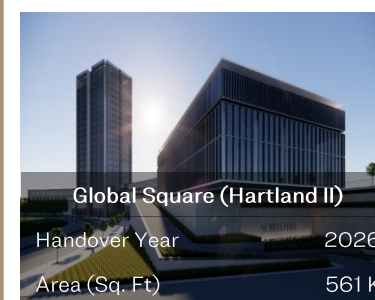 Global Square (Hartland II)
Handover Year 2026
Area (Sq. Ft) 561 K